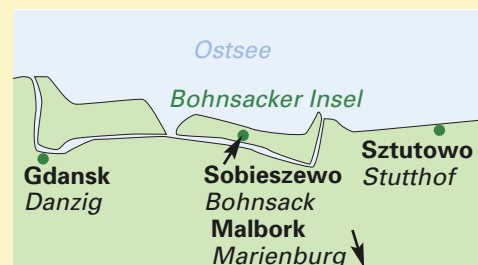 Ostsee
Bohnsacker Insel
Gdansk
Danzig
Sobieszewo
Bohnsack
Sztutowo
Stutthof
Malbork
Marienburg